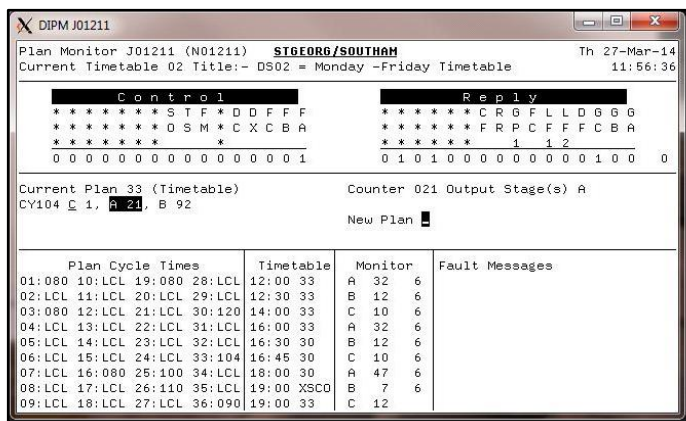 DIPM J01211
Plan Monitor J01211 (N01211) STGEORG/SOUTHAM Th 27-Mar-14
Current Timetable 02 Title:- DS02 = Monday -Friday Timetable 11:56:36
Control Reply
* * * * * * * S T F * D D F F F * * * * * * C R G F L L D G G G
* * * * * * * O S M * C X C B A * * * * * * F R P C F F F C B A
* * * * * * * * * * * * * * 1 1 2
0 0 0 0 0 0 0 0 0 0 0 0 0 0 0 1 0 1 0 1 0 0 0 0 0 0 0 0 0 1 0 0 0
Current Plan 33 (Timetable) Counter 021 Output Stage(s) A
CY104 C 1, A 21, B 92
New Plan
Plan Cycle Times Timetable Monitor Fault Messages
01:080 10:LCL 19:080 28:LCL 12:00 33 A 32 6
02:LCL 11:LCL 20:LCL 29:LCL 12:30 33 B 12 6
03:080 12:LCL 21:LCL 30:120 14:00 33 C 10 6
04:LCL 13:LCL 22:LCL 31:LCL 16:00 33 A 32 6
05:LCL 14:LCL 23:LCL 32:LCL 16:30 30 B 12 6
06:LCL 15:LCL 24:LCL 33:104 16:45 30 C 10 6
07:LCL 16:080 25:100 34:LCL 18:00 30 A 47 6
08:LCL 17:LCL 26:110 35:LCL 19:00 XSCO B 7 6
09:LCL 18:LCL 27:LCL 36:090 19:00 33 C 12